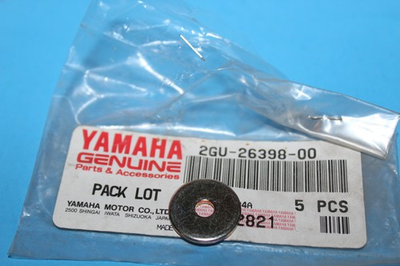 YAMAHA 2GU-26398-00
GENUINE
Parts & Accessories
PACK LOT 5 PCS
YAMAHA MOTOR CO.,
2500 SHINGAI, IWATA, SHIZUOKA, JAPAN
MADE 2821